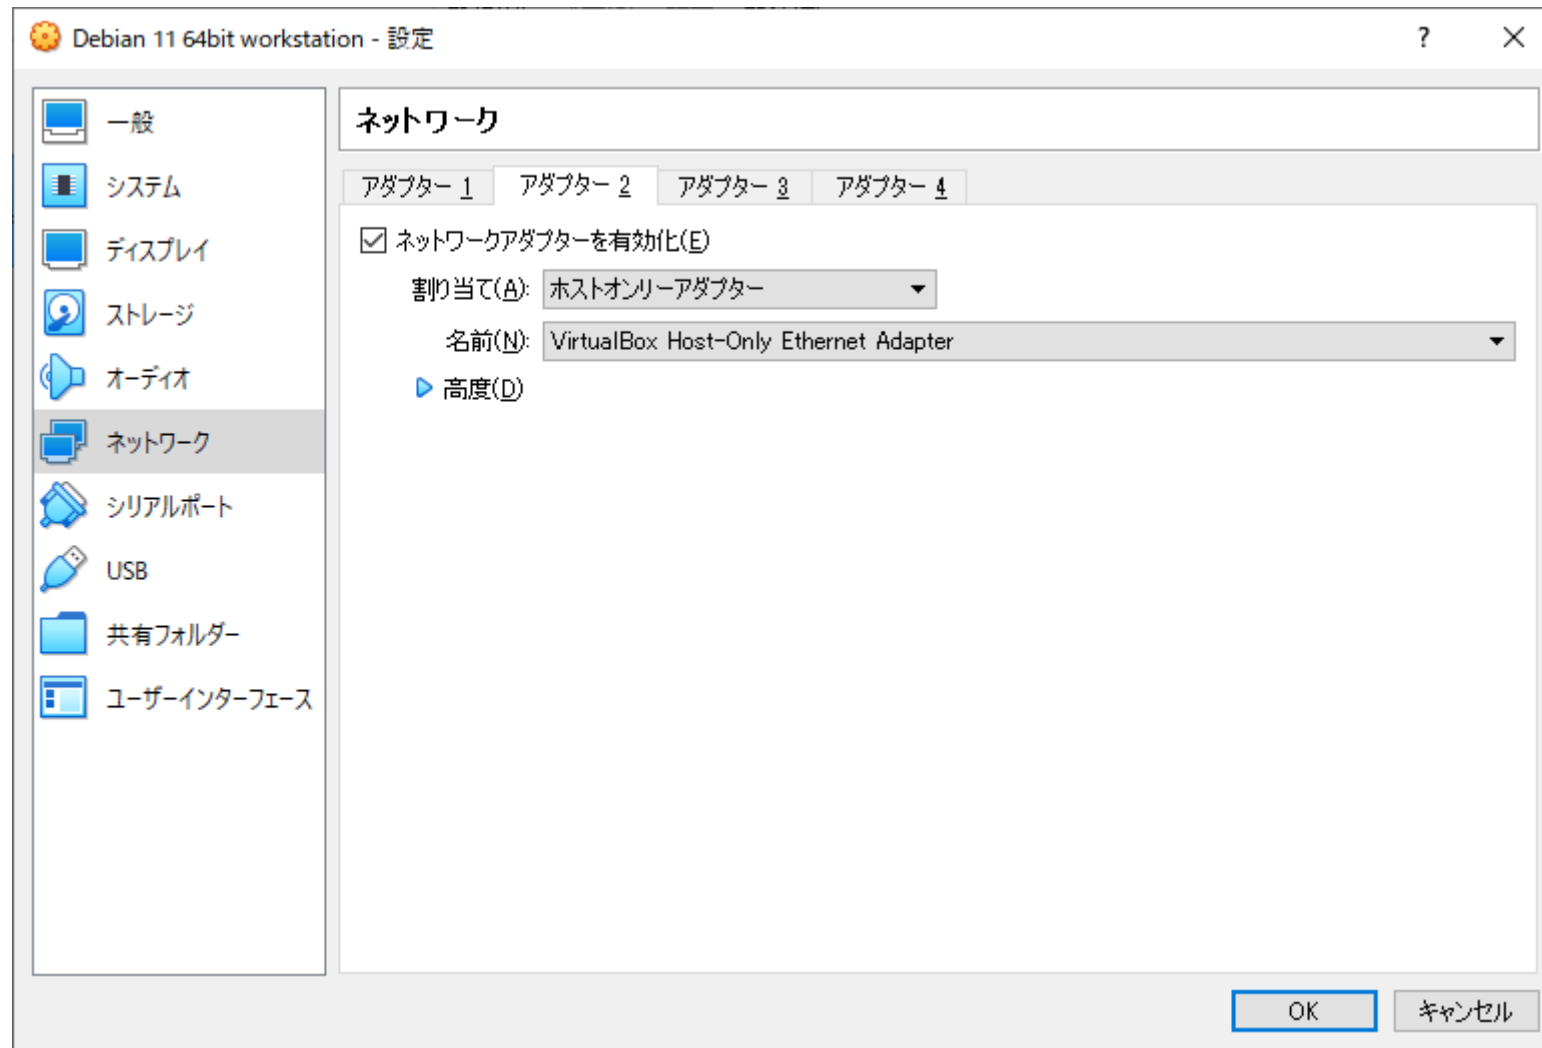 Debian 11 64bit workstation - 設定
?
一般
システム
ディスプレイ
ストレージ
オーディオ
ネットワーク
シリアルポート
USB
共有フォルダー
ユーザーインターフェース
ネットワーク
アダプター 1 アダプター 2 アダプター 3 アダプター 4
ネットワークアダプターを有効化(E)
割り当て(A): ホストオンリーアダプター
名前(N): VirtualBox Host-Only Ethernet Adapter
高度(D)
OK キャンセル